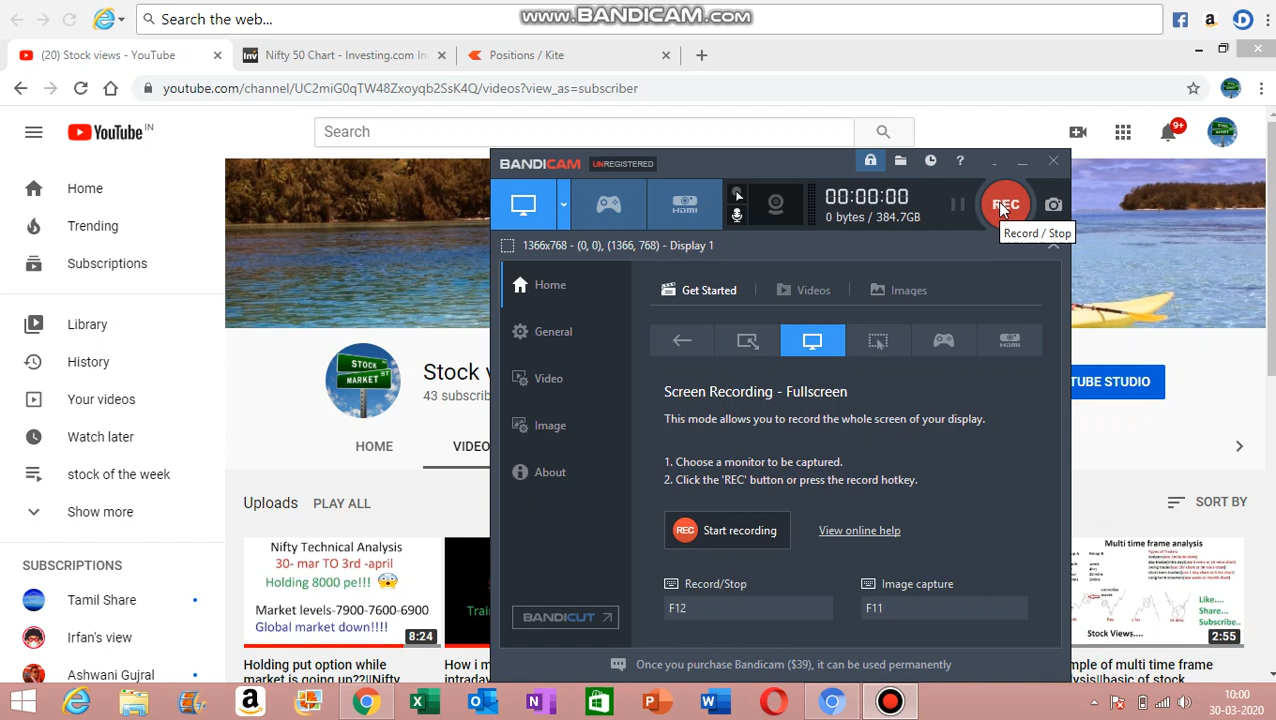 www.BANDICAM.com
Search the web...
(20) Stock views - YouTube
Nifty 50 Chart - Investing.com In
Positions / Kite
youtube.com/channel/UC2miG0qTW48Zxoyqb2SsK4Q/videos?view_as=subscriber
YouTube IN
Search
9+
Home
Trending
Subscriptions
Library
History
Your videos
Watch later
stock of the week
Show more
SUBSCRIPTIONS
Tamil Share
Irfan's view
Ashwani Gujral
STOCK
MARKET ST
Stock v
43 subscrib
TUBE STUDIO
HOME
VIDEO
Uploads PLAY ALL
SORT BY
Nifty Technical Analysis
30- mar TO 3rd -april
Holding 8000 pe!!!
Market levels-7900-7600-6900
Global market down!!!!
8:24
Holding put option while
market is going up??|Nifty
Train
How i m
intraday
Multi time frame analysis
Group A
Types of Traders
Like....
Share...
Subscribe..
Stock Views....
2:55
mple of multi time frame
analysis|basic of stock
BANDICAM UNREGISTERED
HDMI
00:00:00
0 bytes / 384.7GB
REC
Record / Stop
1366x768 - (0, 0), (1366, 768) - Display 1
Home
General
Video
Image
About
BANDICUT
Get Started
Videos
Images
HDMI
Screen Recording - Fullscreen
This mode allows you to record the whole screen of your display.
1. Choose a monitor to be captured.
2. Click the 'REC' button or press the record hotkey.
REC Start recording
View online help
Record/Stop
Image capture
F12
F11
Once you purchase Bandicam ($39), it can be used permanently
10:00
30-03-2020